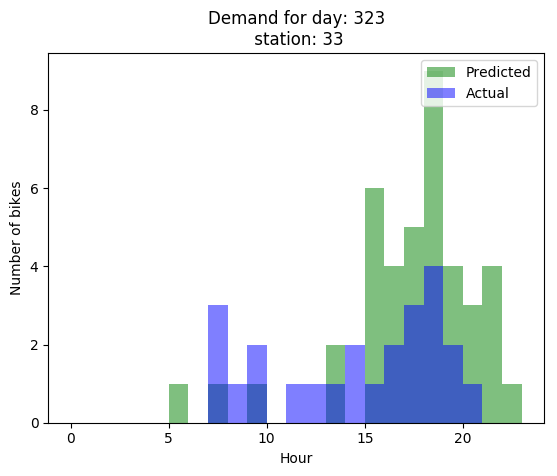 Demand for day: 323
station: 33
Predicted
Actual
Number of bikes
8
6
4
2
0
0
5
10
15
20
Hour